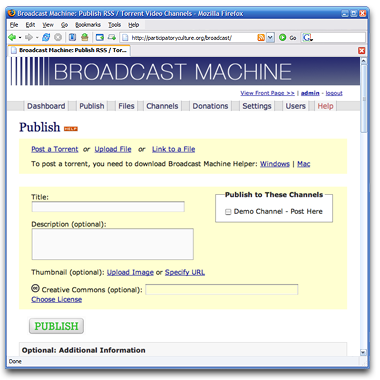 Broadcast Machine: Publish RSS / Torrent Video Channels - Mozilla Firefox
File Edit View Go Bookmarks Tools Help
http://participatoryculture.org/broadcast/ Go
Broadcast Machine: Publish RSS / Tor...
BROADCAST MACHINE
View Front Page >> | admin - logout
Dashboard Publish Files Channels Donations Settings Users Help
Publish HELP
Post a Torrent or Upload File or Link to a File
To post a torrent, you need to download Broadcast Machine Helper: Windows | Mac
Title:
Publish to These Channels
Demo Channel - Post Here
Description (optional):
Thumbnail (optional): Upload Image or Specify URL
cc Creative Commons (optional):
Choose License
PUBLISH
Optional: Additional Information
Done